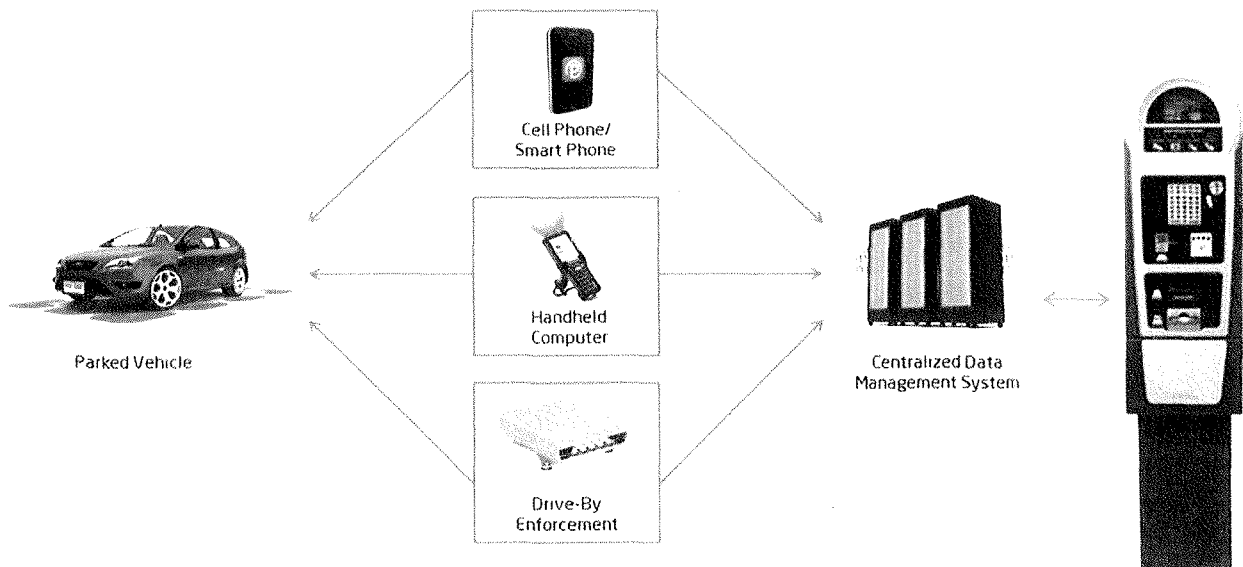 Cell Phone/
Smart Phone
Parked Vehicle
Handheld
Computer
Centralized Data
Management System
Drive-By
Enforcement